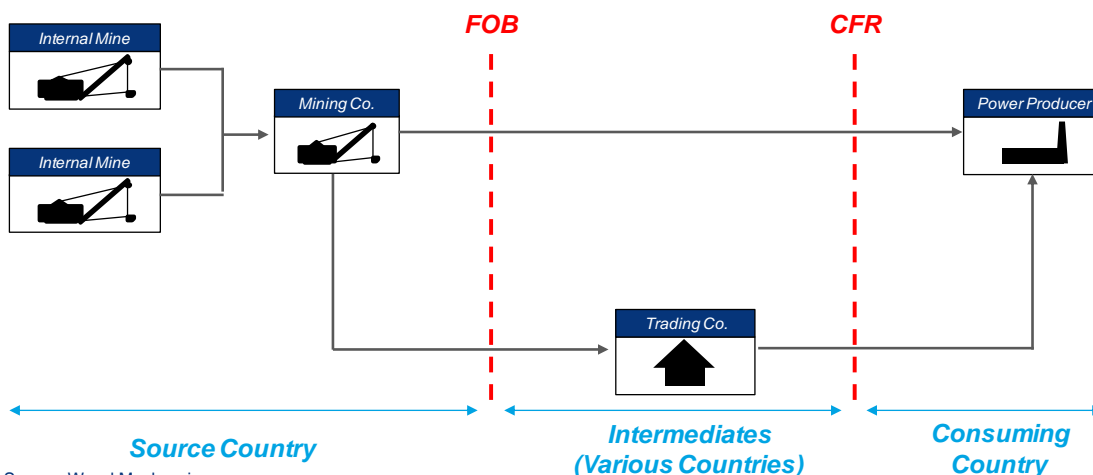 FOB
CFR
Internal Mine
Mining Co.
Power Producer
Internal Mine
Trading Co.
Source Country
Intermediates
(Various Countries)
Consuming
Country